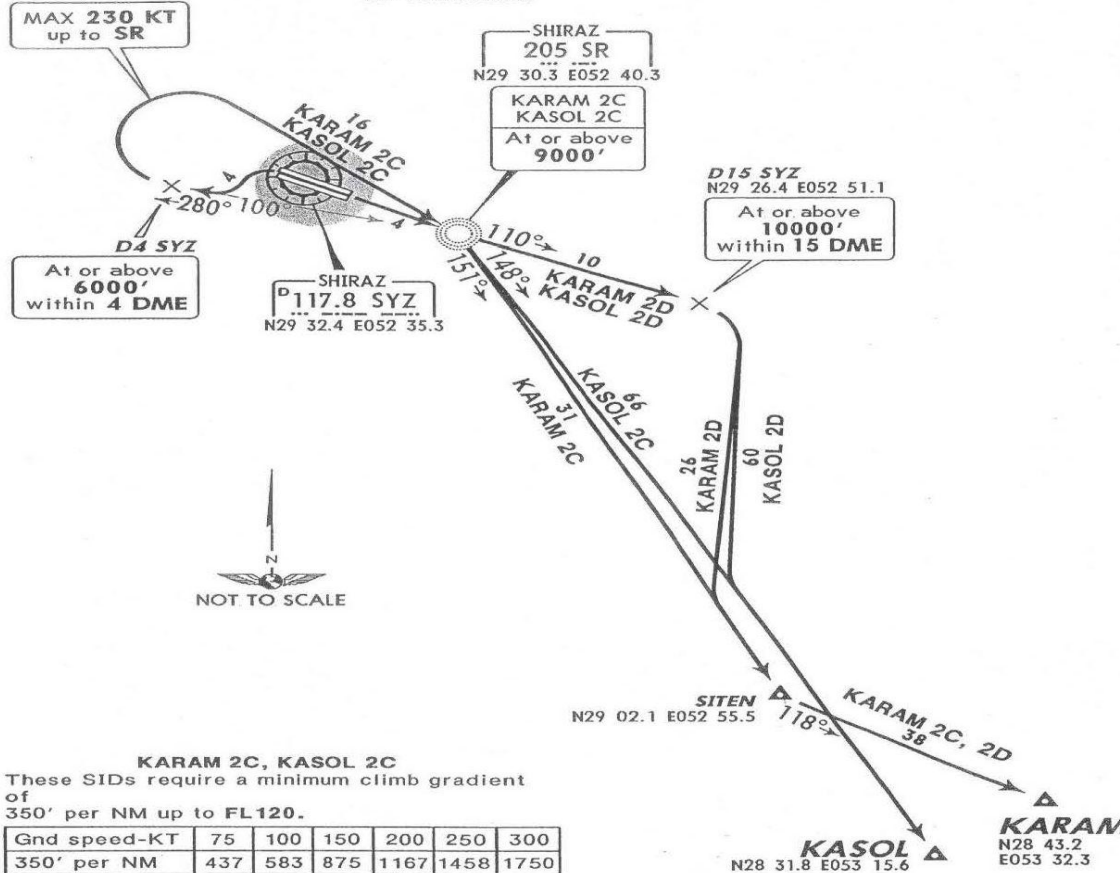 MAX 230 KT
up to SR
SHIRAZ
205 SR
N29 30.3 E052 40.3
KARAM 2C
KASOL 2C
At or above
9000'
16
KARAM 2C
KASOL 2C
D15 SYZ
N29 26.4 E052 51.1
At or above
10000'
within 15 DME
4
280° 100°
4
D4 SYZ
At or above
6000'
within 4 DME
SHIRAZ
D 117.8 SYZ
N29 32.4 E052 35.3
110°
10
KARAM 2D
KASOL 2D
148°
151°
66
KASOL 2C
31
KARAM 2C
26
KARAM 2D
60
KASOL 2D
N
NOT TO SCALE
SITEN
N29 02.1 E052 55.5
118°
KARAM 2C, 2D
38
KARAM
N28 43.2
E053 32.3
KASOL
N28 31.8 E053 15.6
KARAM 2C, KASOL 2C
These SIDs require a minimum climb gradient
of
350' per NM up to FL120.
Gnd speed-KT 75 100 150 200 250 300
350' per NM 437 583 875 1167 1458 1750